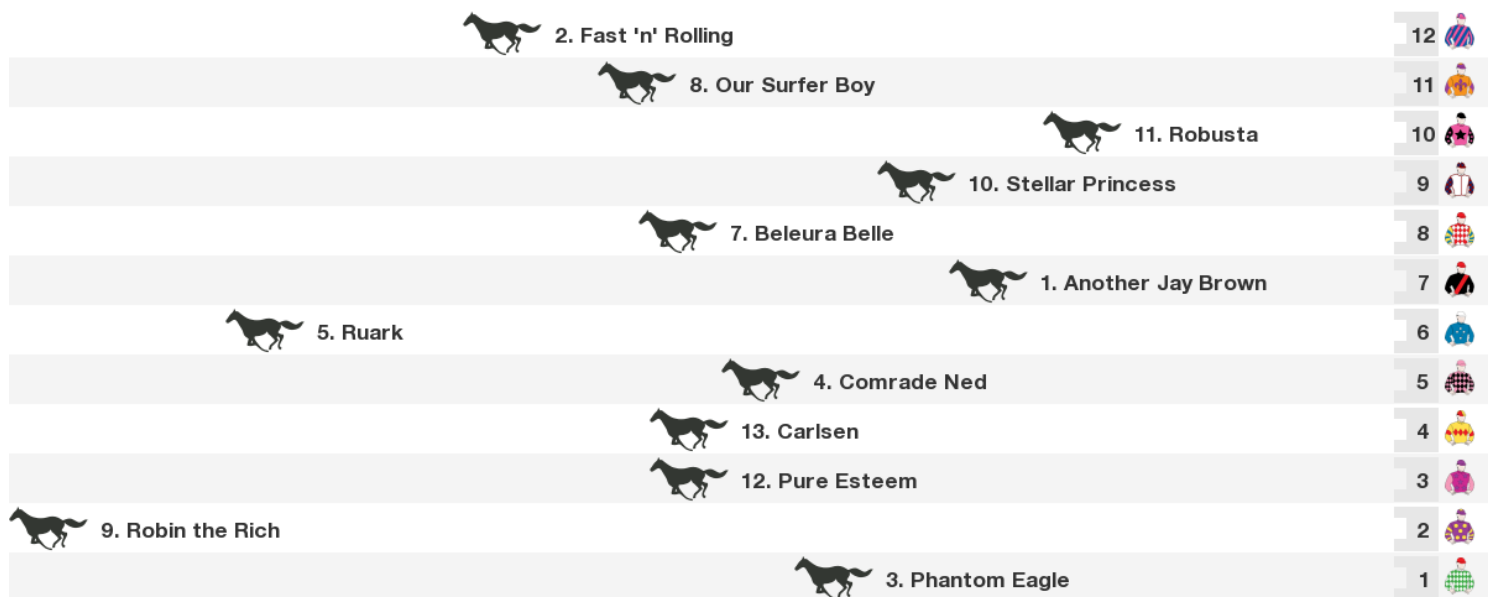 2. Fast 'n' Rolling 12
8. Our Surfer Boy 11
11. Robusta 10
10. Stellar Princess 9
7. Beleura Belle 8
1. Another Jay Brown 7
5. Ruark 6
4. Comrade Ned 5
13. Carlsen 4
12. Pure Esteem 3
9. Robin the Rich 2
3. Phantom Eagle 1